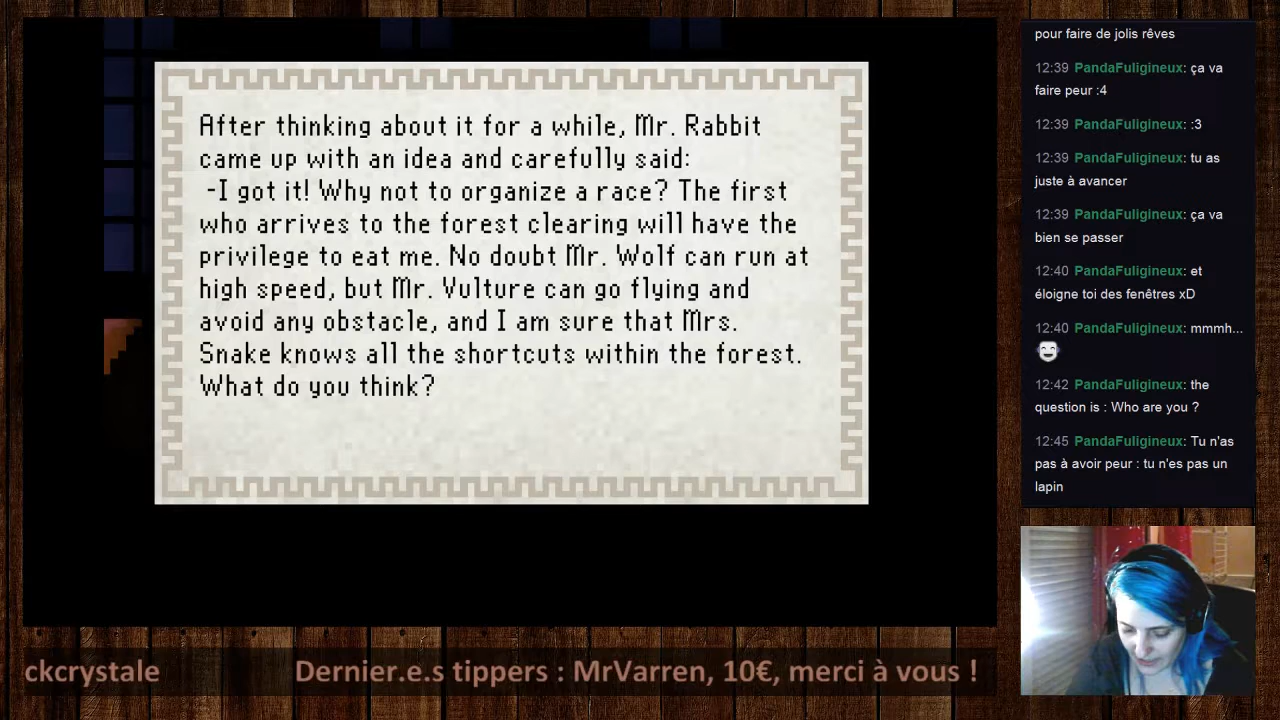 After thinking about it for a while, Mr. Rabbit
came up with an idea and carefully said:
-I got it! Why not to organize a race? The first
who arrives to the forest clearing will have the
privilege to eat me. No doubt Mr. Wolf can run at
high speed, but Mr. Vulture can go flying and
avoid any obstacle, and I am sure that Mrs.
Snake knows all the shortcuts within the forest.
What do you think?
pour faire de jolis rêves
12:39 PandaFuligineux: ça va
faire peur :4
12:39 PandaFuligineux: :3
12:39 PandaFuligineux: tu as
juste à avancer
12:39 PandaFuligineux: ça va
bien se passer
12:40 PandaFuligineux: et
éloigne toi des fenêtres xD
12:40 PandaFuligineux: mmmh...
12:42 PandaFuligineux: the
question is : Who are you ?
12:45 PandaFuligineux: Tu n'as
pas à avoir peur : tu n'es pas un
lapin
ckcrystale
Dernier.e.s tippers : MrVarren, 10€, merci à vous !